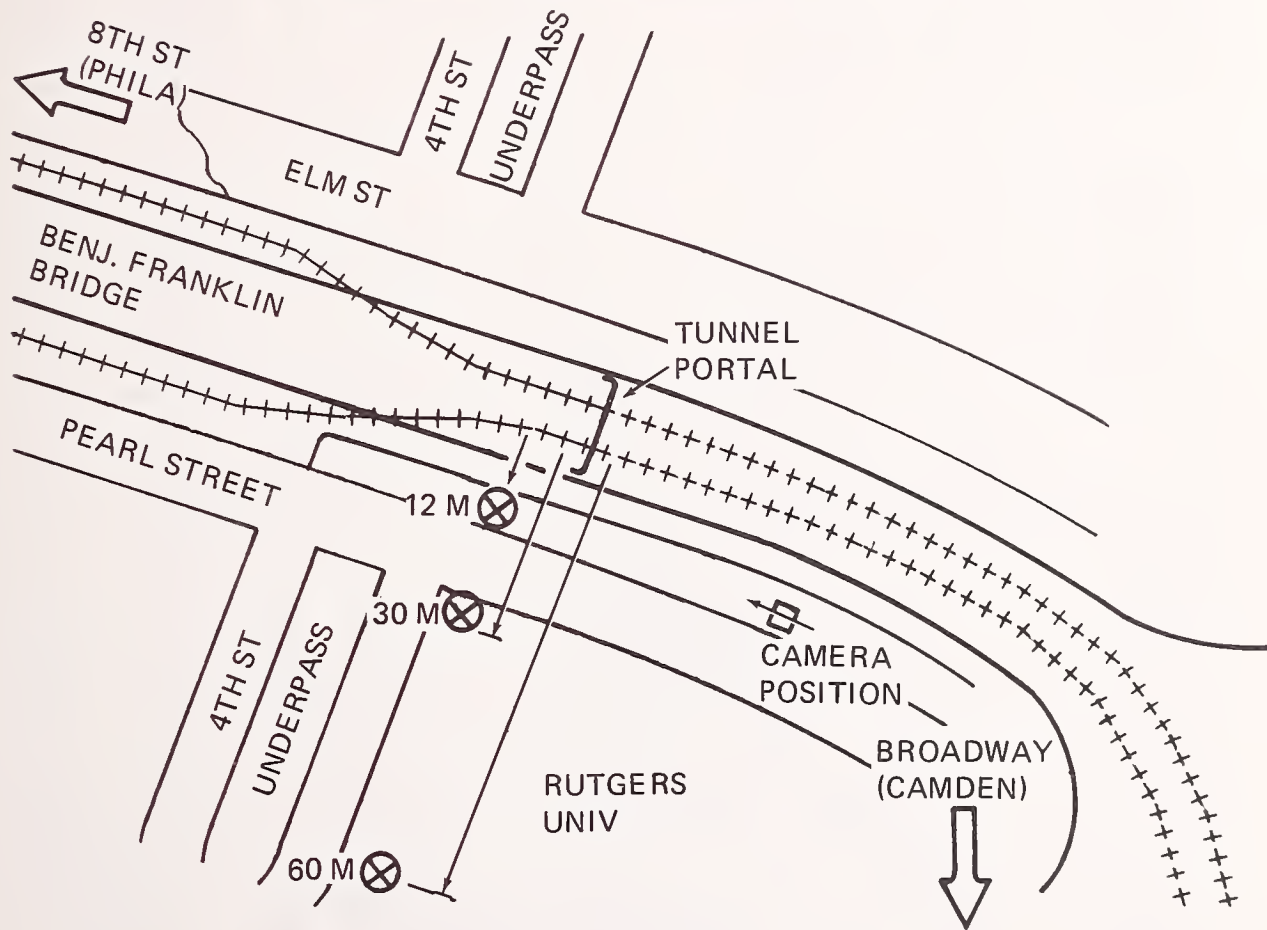 8TH ST
(PHILA)
4TH ST
UNDERPASS
ELM ST
BENJ. FRANKLIN
BRIDGE
TUNNEL
PORTAL
PEARL STREET
12 M
30 M
CAMERA
POSITION
4TH ST
UNDERPASS
BROADWAY
(CAMDEN)
RUTGERS
UNIV
60 M